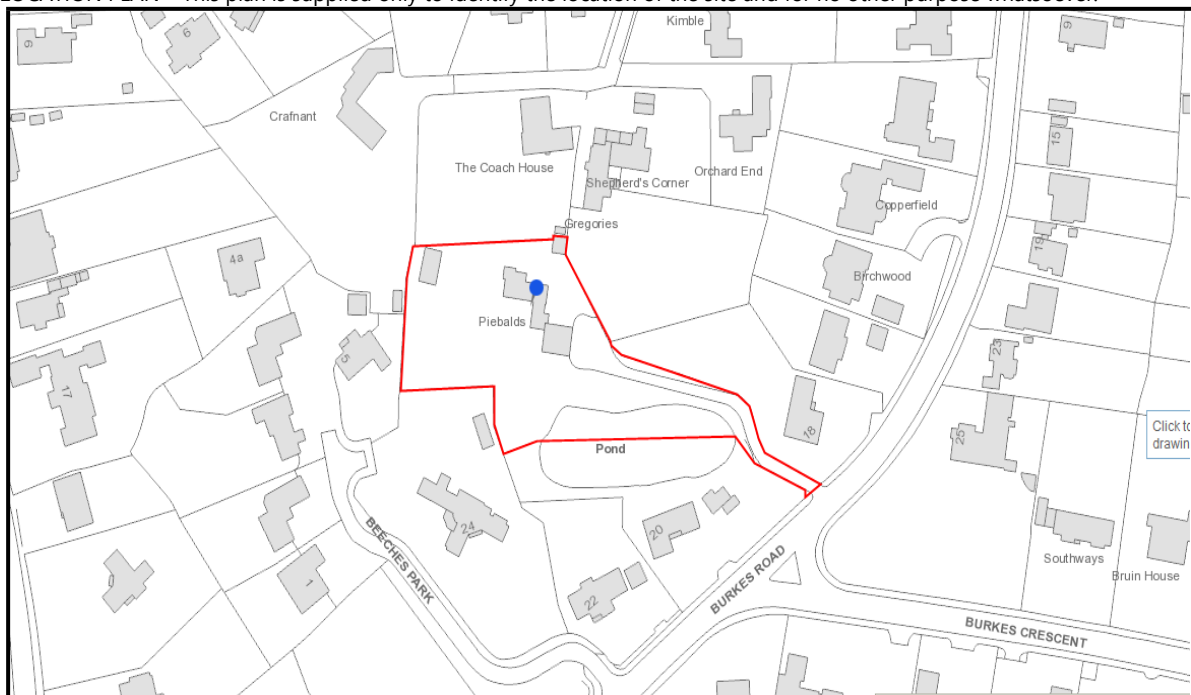 LOCATION PLAN - This plan is supplied only to identify the location of the site and for no other purpose whatsoever.
Kimble
9
6
9
Crafnant
15
The Coach House
Orchard End
Shepherd's Corner
Copperfield
Gregories
19
4a
Birchwood
Piebalds
23
5
17
Click to
drawin
18
25
Pond
24
20
BEECHES PARK
Southways
BURKES ROAD
Bruin House
1
22
BURKES CRESCENT